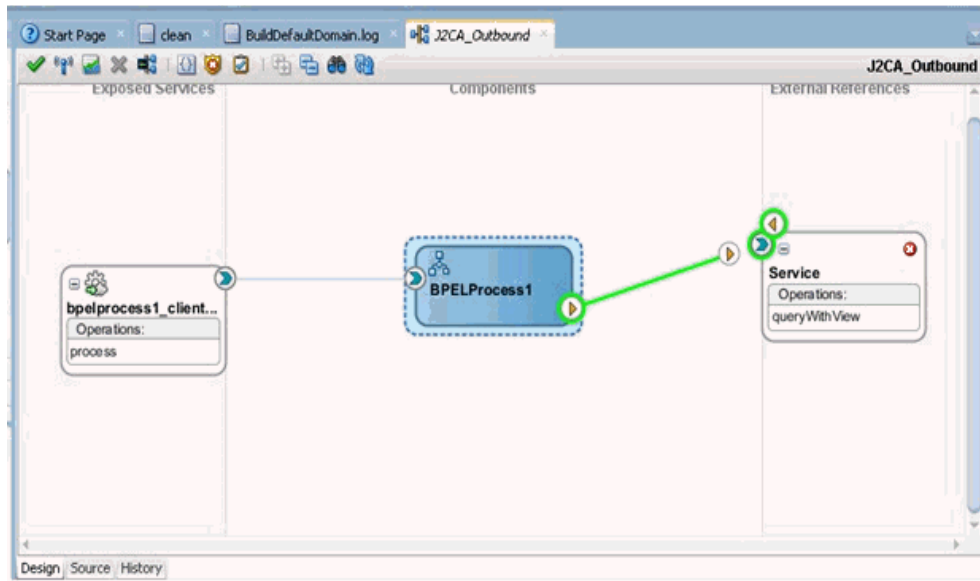 Start Page clean BuildDefaultDomain.log J2CA_Outbound
J2CA_Outbound
Exposed Services Components External References
BPELProcess1
Service
Operations:
queryWithView
bpelprocess1_client...
Operations:
process
Design Source History